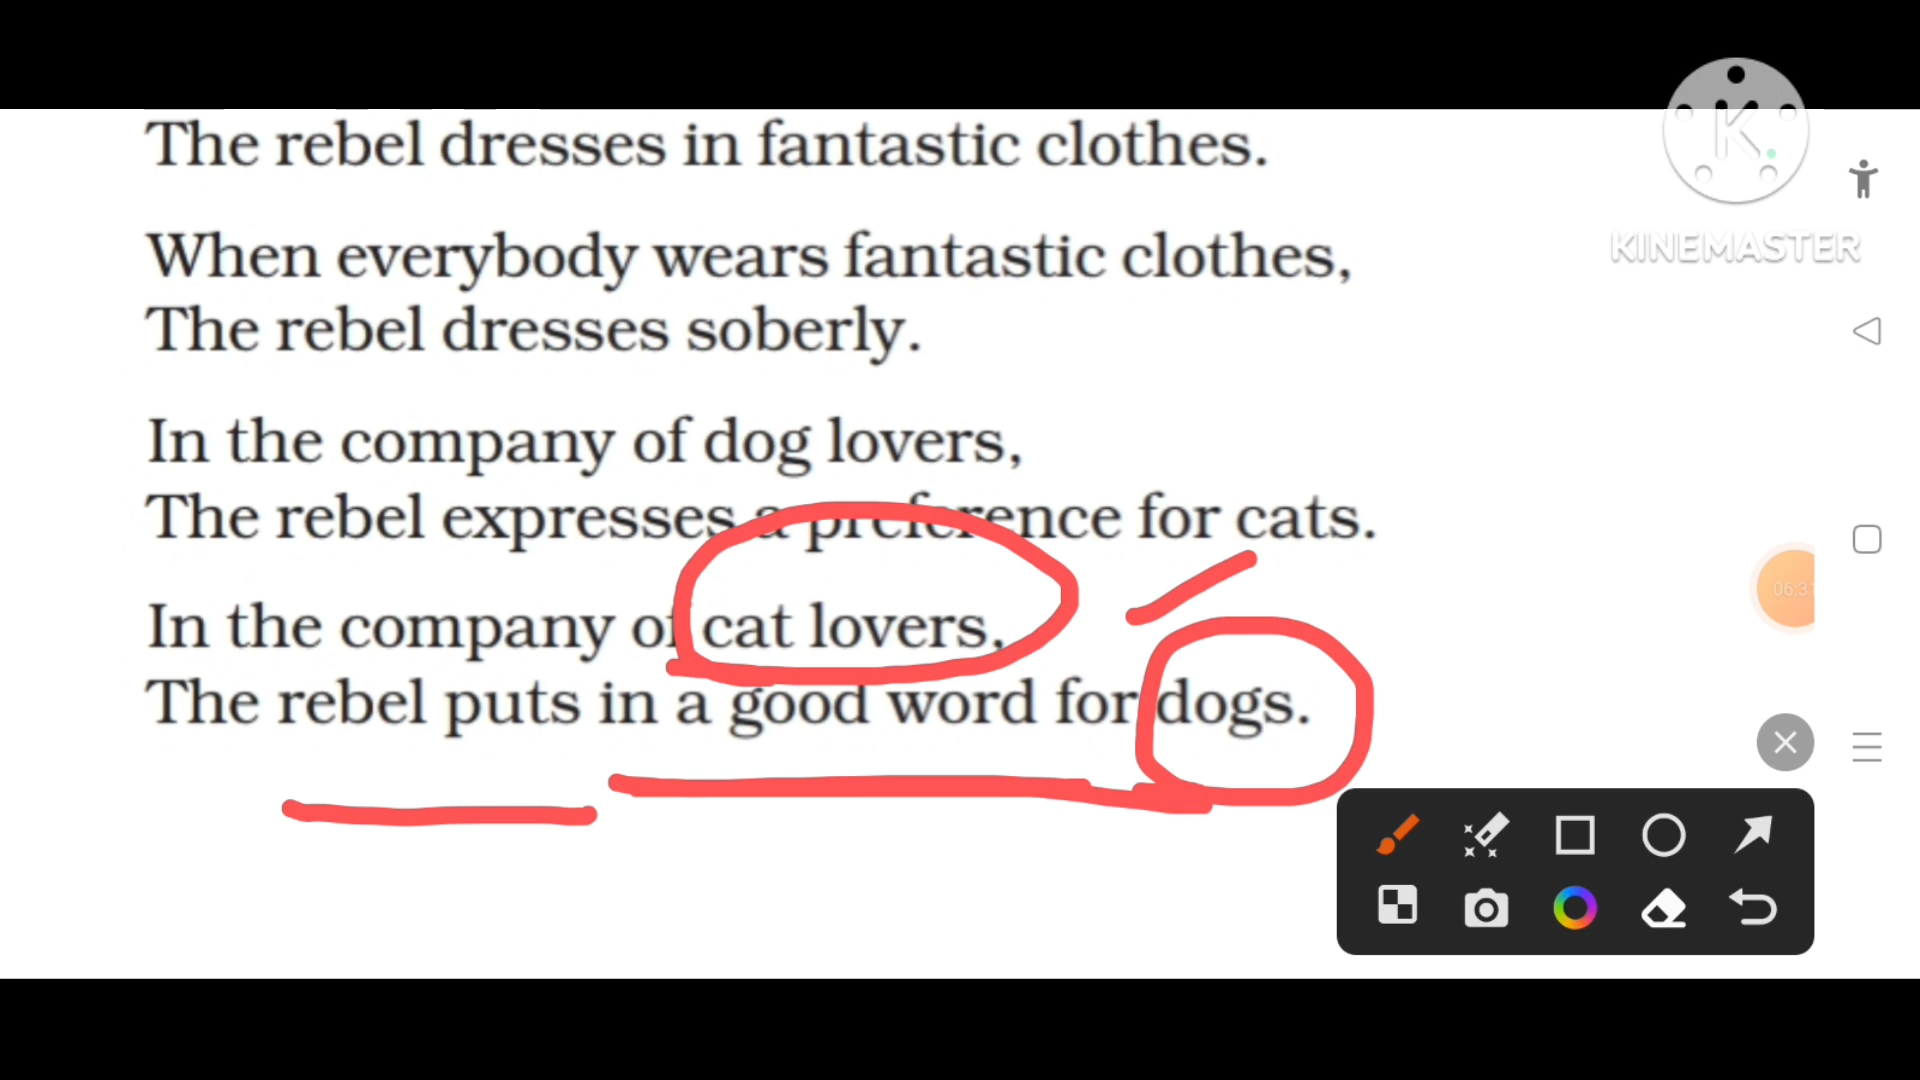 The rebel dresses in fantastic clothes.
When everybody wears fantastic clothes,
The rebel dresses soberly.
In the company of dog lovers,
The rebel expresses a preference for cats.
In the company of cat lovers,
The rebel puts in a good word for dogs.
K
KINEMASTER